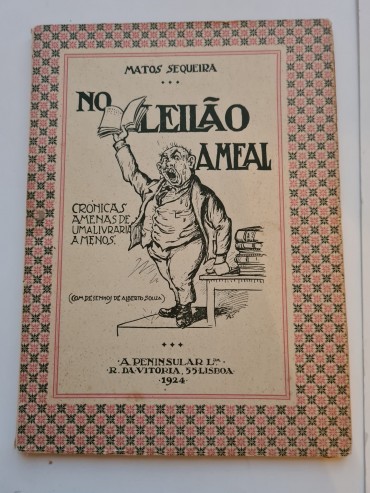 MATOS SEQUEIRA
NO LEILÃO
AMEAL
CRÓNICAS
AMENAS DE
UMA LIVRARIA
A MENOS.
(COM DESENHOS DE ALBERTO SOUZA)
·A PENINSULAR L.DA·
·R. DA VITORIA, 55·LISBOA·
·1924·